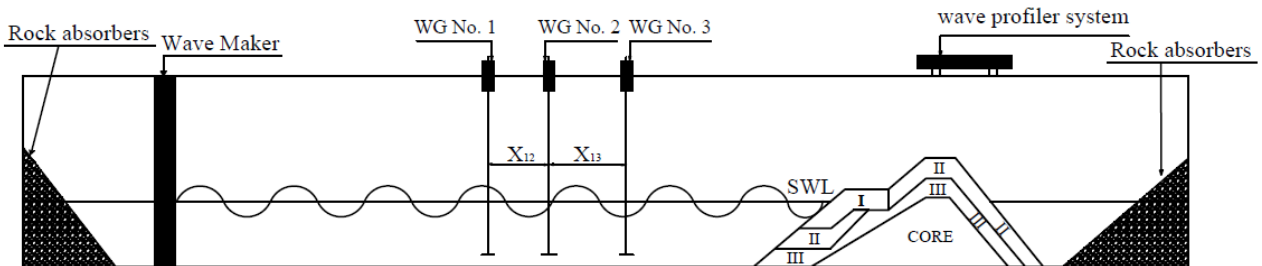 Rock absorbers
Wave Maker
WG No. 1
WG No. 2
WG No. 3
wave profiler system
Rock absorbers
X12
X13
SWL
I
II
III
II
III
CORE